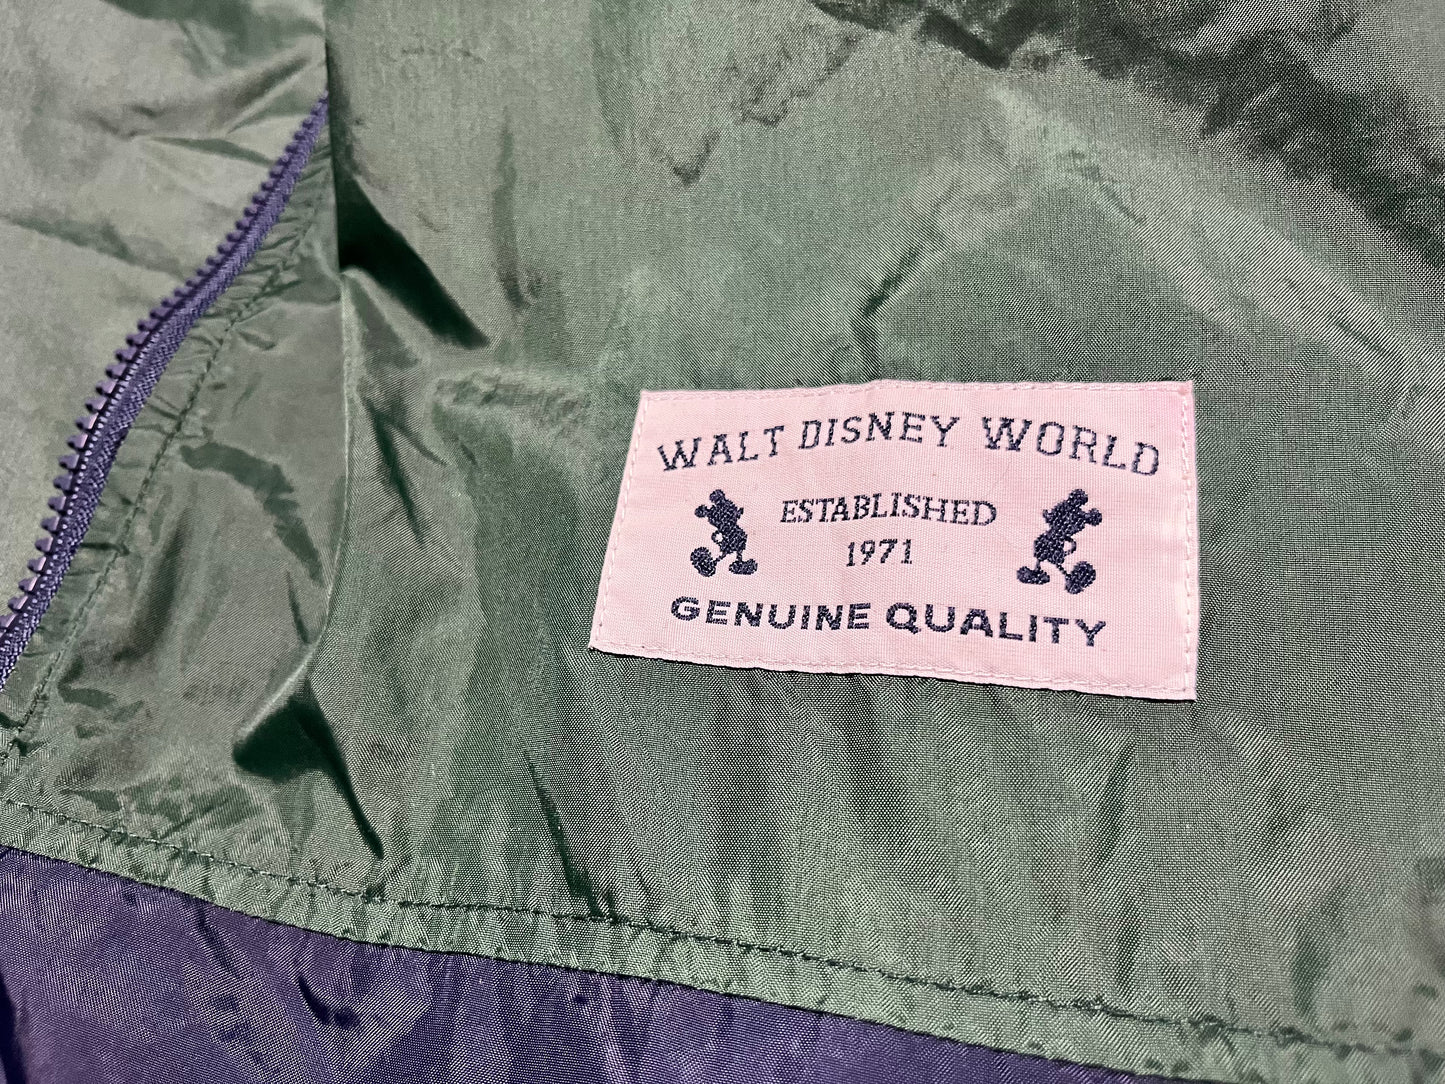 WALT DISNEY WORLD
ESTABLISHED
1971
GENUINE QUALITY